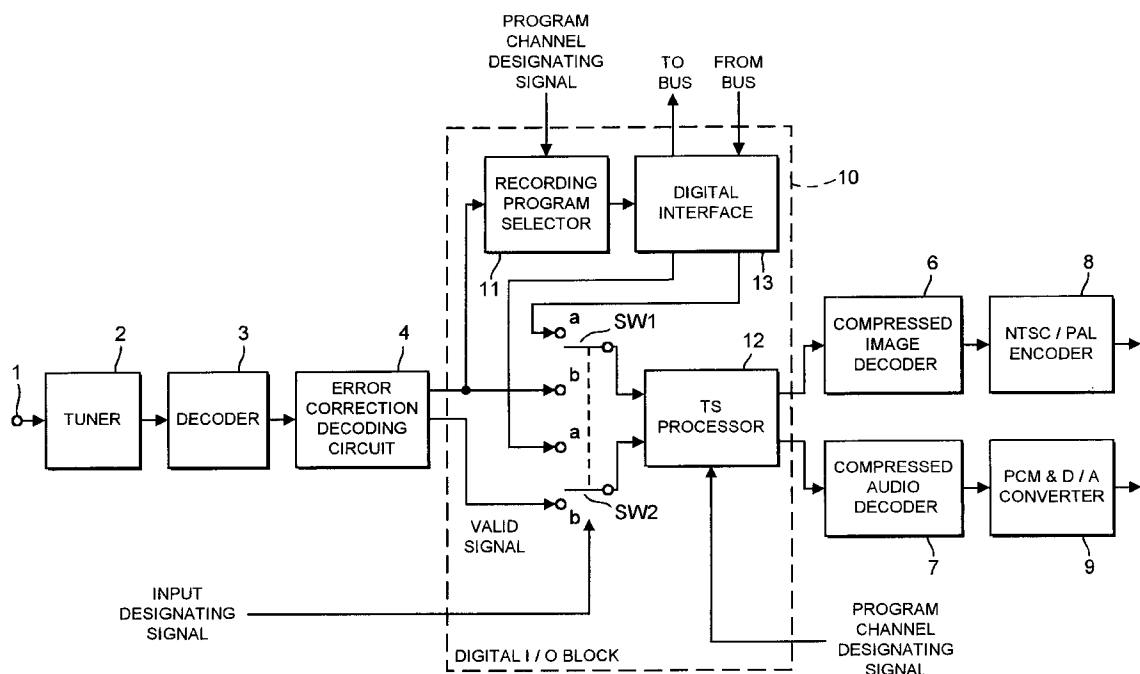 PROGRAM
CHANNEL
DESIGNATING
SIGNAL
TO
BUS
FROM
BUS
RECORDING
PROGRAM
SELECTOR
11
DIGITAL
INTERFACE
13
10
1
2
TUNER
3
DECODER
4
ERROR
CORRECTION
DECODING
CIRCUIT
a
SW1
b
a
b
SW2
VALID
SIGNAL
12
TS
PROCESSOR
6
COMPRESSED
IMAGE
DECODER
8
NTSC / PAL
ENCODER
COMPRESSED
AUDIO
DECODER
7
PCM & D / A
CONVERTER
9
INPUT
DESIGNATING
SIGNAL
DIGITAL I / O BLOCK
PROGRAM
CHANNEL
DESIGNATING
SIGNAL